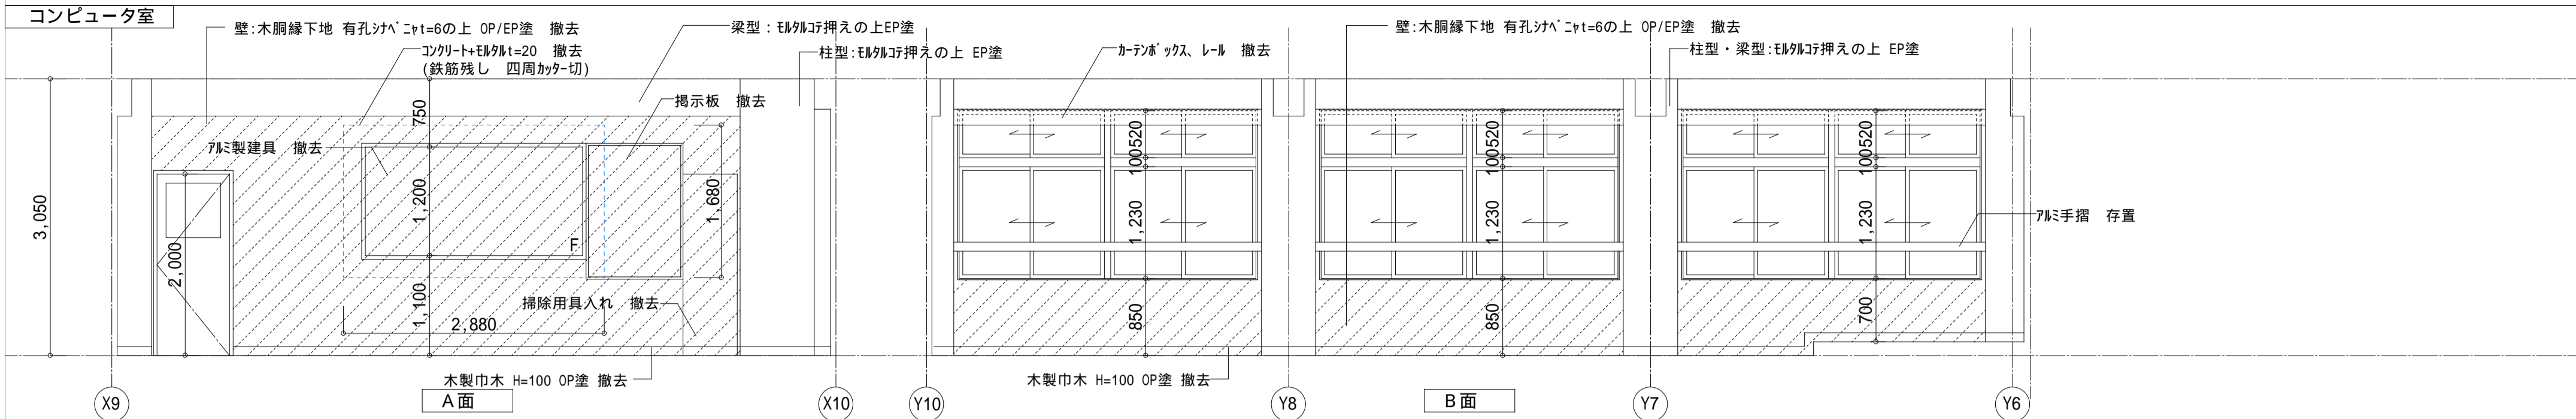 コンピュータ室
壁:木胴縁下地 有孔ｼﾅﾍﾞﾆﾔt=6の上 OP/EP塗 撤去
ｺﾝｸﾘｰﾄ+ﾓﾙﾀﾙt=20 撤去
(鉄筋残し 四周ｶｯﾀｰ切)
梁型：ﾓﾙﾀﾙｺﾃ押えの上EP塗
柱型:ﾓﾙﾀﾙｺﾃ押えの上 EP塗
掲示板 撤去
ｱﾙﾐ製建具 撤去
掃除用具入れ 撤去
木製巾木 H=100 OP塗 撤去
3,050
2,000
750
1,200
1,100
1,680
2,880
F
X9
A面
X10
ｶｰﾃﾝﾎﾞｯｸｽ、ﾚｰﾙ 撤去
壁:木胴縁下地 有孔ｼﾅﾍﾞﾆﾔt=6の上 OP/EP塗 撤去
柱型・梁型:ﾓﾙﾀﾙｺﾃ押えの上 EP塗
ｱﾙﾐ手摺 存置
木製巾木 H=100 OP塗 撤去
520
100
1,230
850
520
100
1,230
850
520
100
1,230
700
Y10
Y8
B面
Y7
Y6